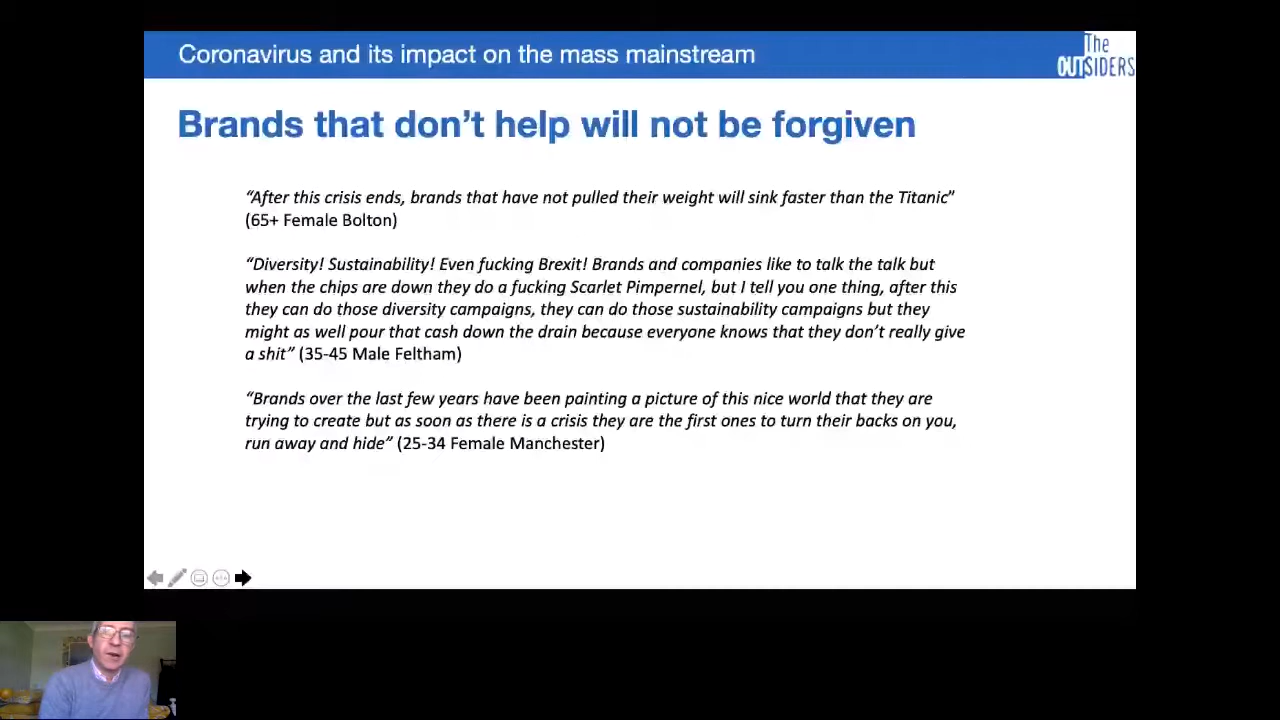 Coronavirus and its impact on the mass mainstream
The
OUTSIDERS
Brands that don’t help will not be forgiven
“After this crisis ends, brands that have not pulled their weight will sink faster than the Titanic”
(65+ Female Bolton)
“Diversity! Sustainability! Even fucking Brexit! Brands and companies like to talk the talk but
when the chips are down they do a fucking Scarlet Pimpernel, but I tell you one thing, after this
they can do those diversity campaigns, they can do those sustainability campaigns but they
might as well pour that cash down the drain because everyone knows that they don’t really give
a shit” (35-45 Male Feltham)
“Brands over the last few years have been painting a picture of this nice world that they are
trying to create but as soon as there is a crisis they are the first ones to turn their backs on you,
run away and hide” (25-34 Female Manchester)